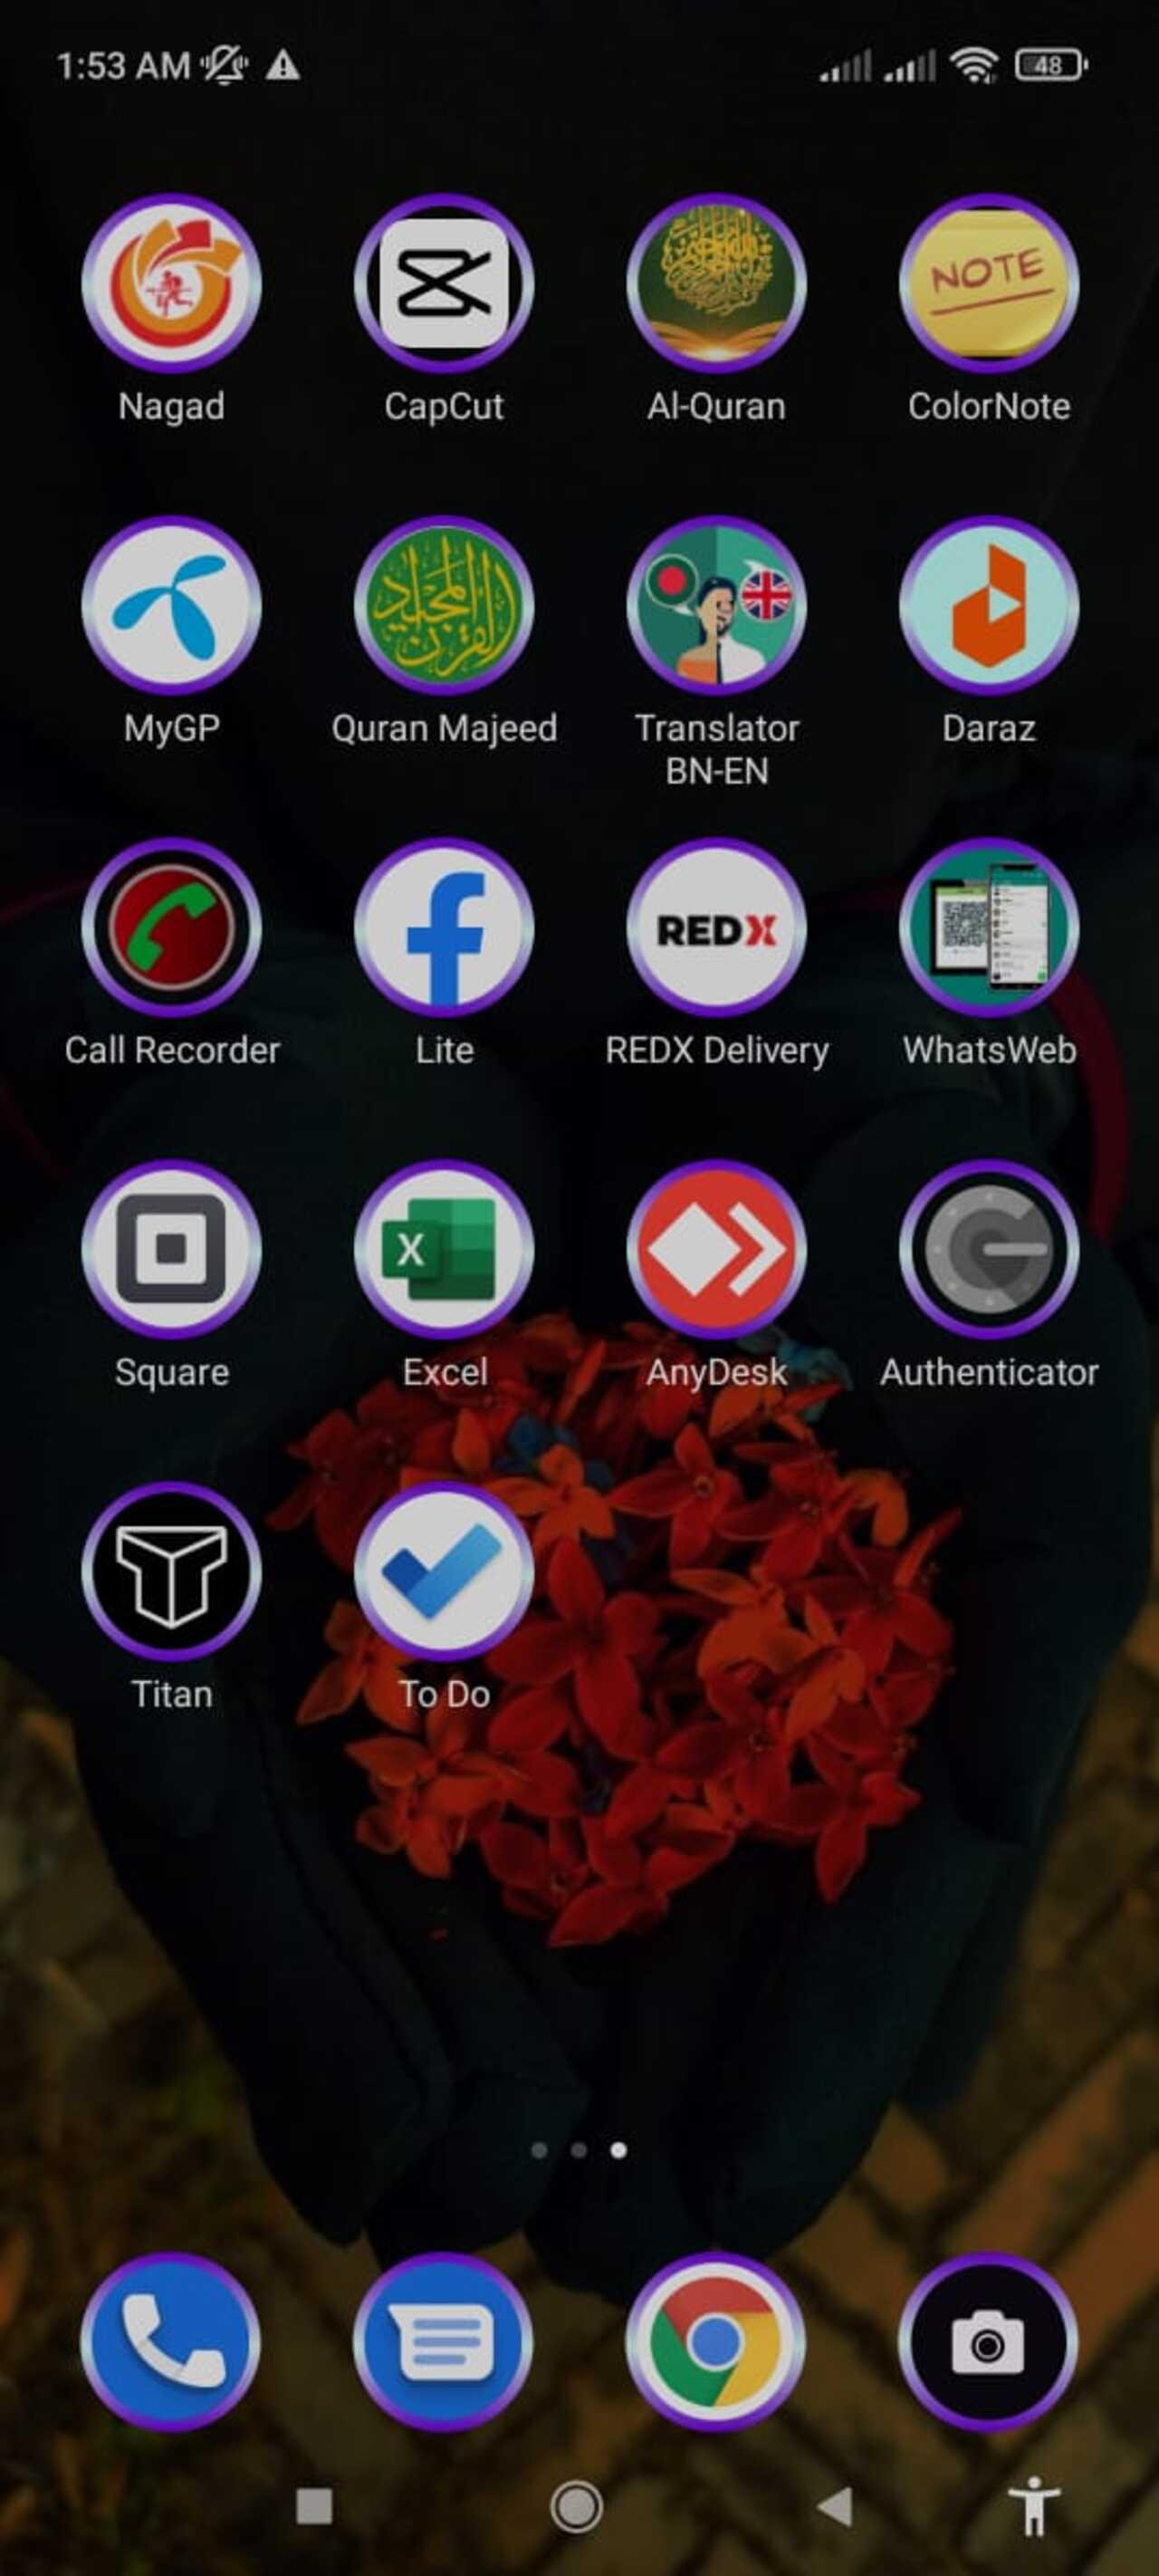 1:53 AM
48
NOTE
Nagad
CapCut
Al-Quran
ColorNote
MyGP
Quran Majeed
Translator
BN-EN
Daraz
REDX
Call Recorder
Lite
REDX Delivery
WhatsWeb
X
Square
Excel
AnyDesk
Authenticator
Titan
To Do